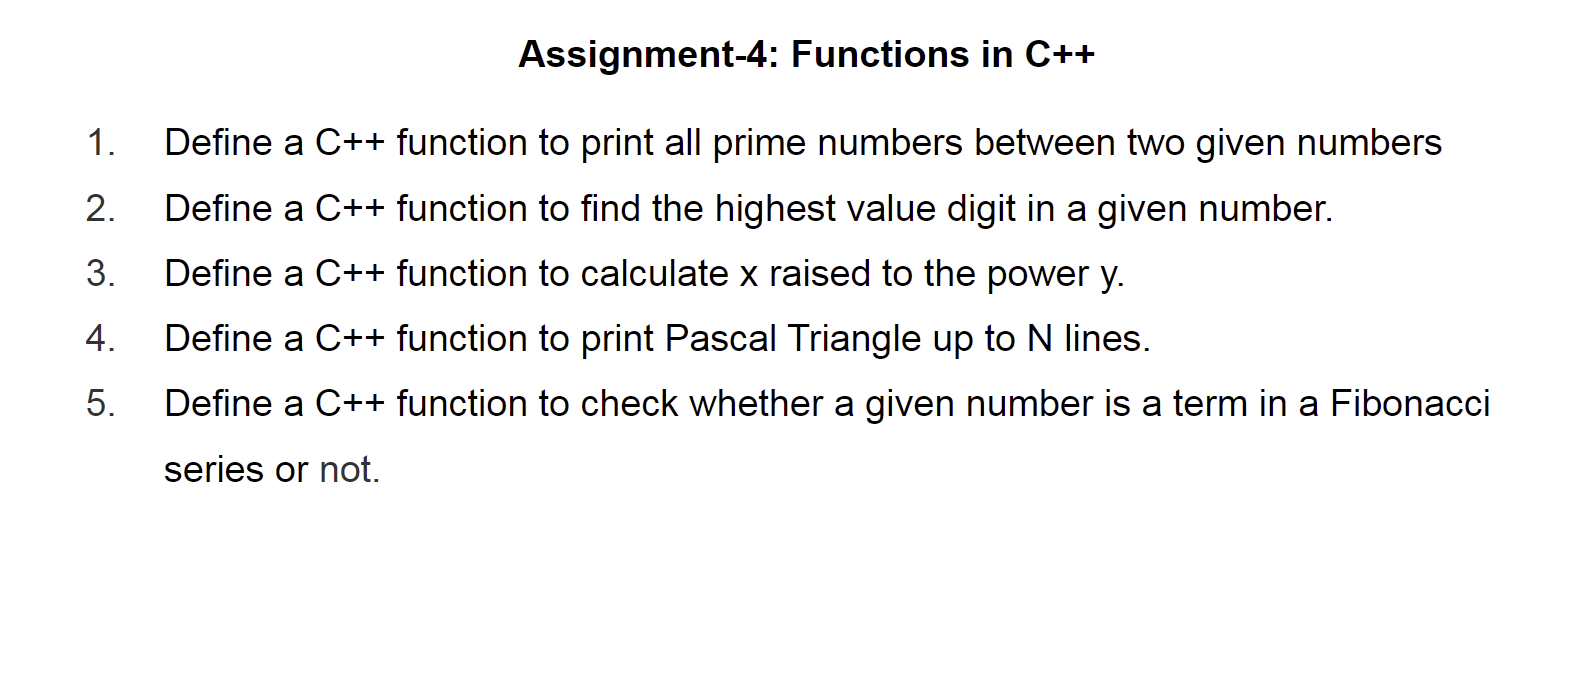 Assignment-4: Functions in C++
1. Define a C++ function to print all prime numbers between two given numbers
2. Define a C++ function to find the highest value digit in a given number.
3. Define a C++ function to calculate x raised to the power y.
4. Define a C++ function to print Pascal Triangle up to N lines.
5. Define a C++ function to check whether a given number is a term in a Fibonacci
series or not.